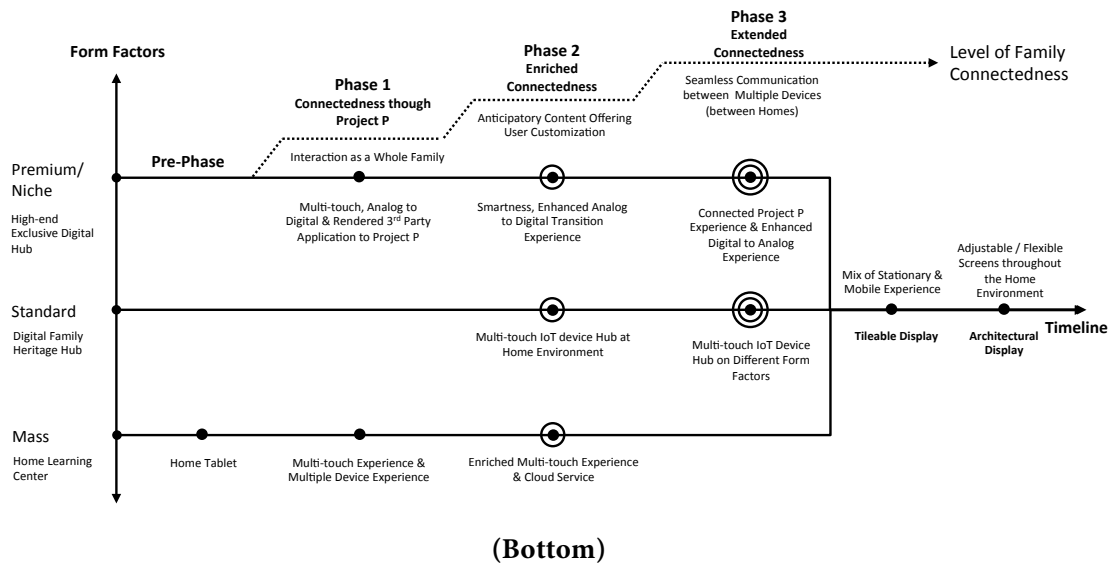 Phase 3
Extended
Connectedness
Level of Family
Connectedness
Form Factors
Phase 2
Enriched
Connectedness
Seamless Communication
between Multiple Devices
(between Homes)
Phase 1
Connectedness though
Project P
Anticipatory Content Offering
User Customization
Pre-Phase
Interaction as a Whole Family
Premium/
Niche
High-end
Exclusive Digital
Hub
Multi-touch, Analog to
Digital & Rendered 3rd Party
Application to Project P
Smartness, Enhanced Analog
to Digital Transition
Experience
Connected Project P
Experience & Enhanced
Digital to Analog
Experience
Mix of Stationary &
Mobile Experience
Adjustable / Flexible
Screens throughout
the Home
Environment
Standard
Digital Family
Heritage Hub
Multi-touch IoT device Hub at
Home Environment
Multi-touch IoT Device
Hub on Different Form
Factors
Tileable Display
Architectural
Display
Timeline
Mass
Home Learning
Center
Home Tablet
Multi-touch Experience &
Multiple Device Experience
Enriched Multi-touch Experience
& Cloud Service
(Bottom)